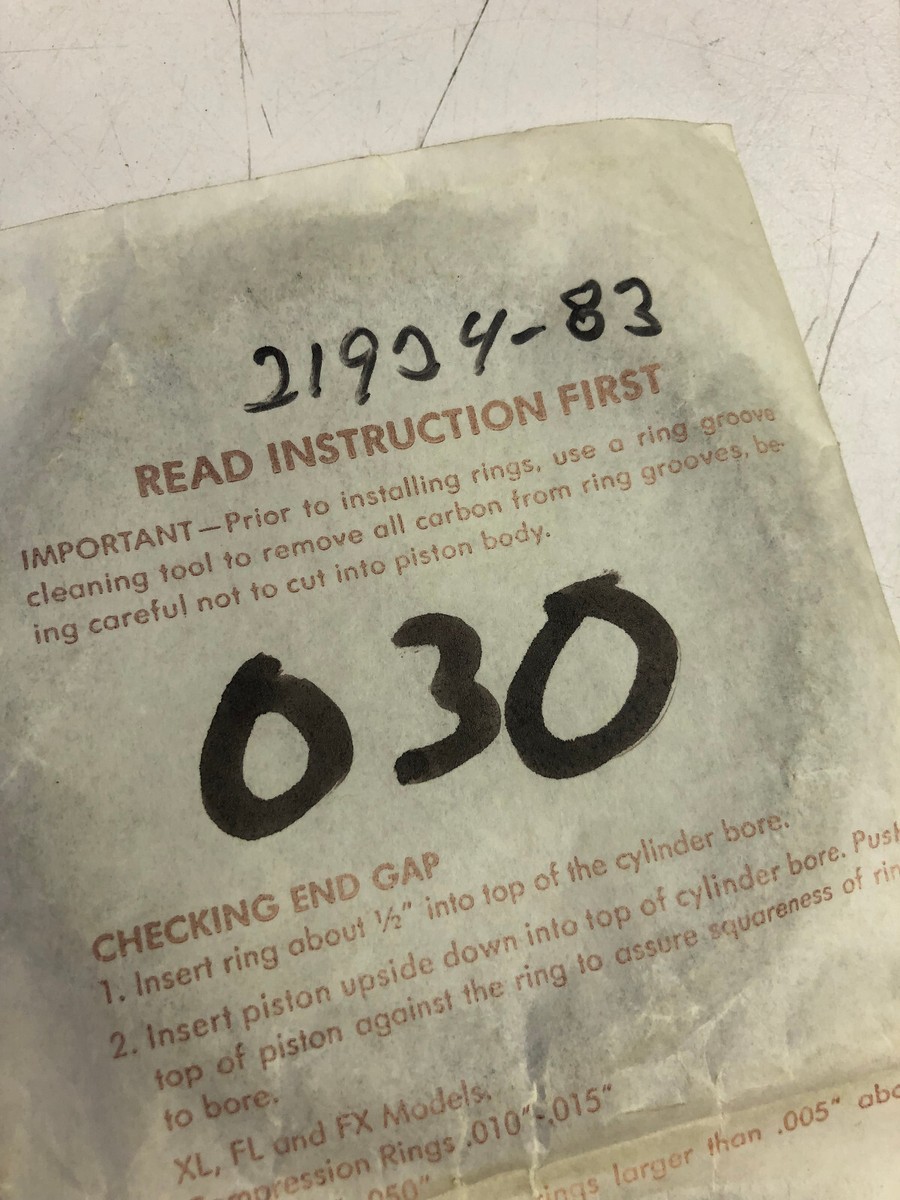 21924-83
READ INSTRUCTION FIRST
IMPORTANT—Prior to installing rings, use a ring groove
cleaning tool to remove all carbon from ring grooves, be-
ing careful not to cut into piston body.
030
CHECKING END GAP
1. Insert ring about ½" into top of the cylinder bore.
2. Insert piston upside down into top of cylinder bore. Push
top of piston against the ring to assure squareness of
to bore.
XL, FL and FX Models:
Compression Rings .010"-.015"
.050"
rings larger than .005"